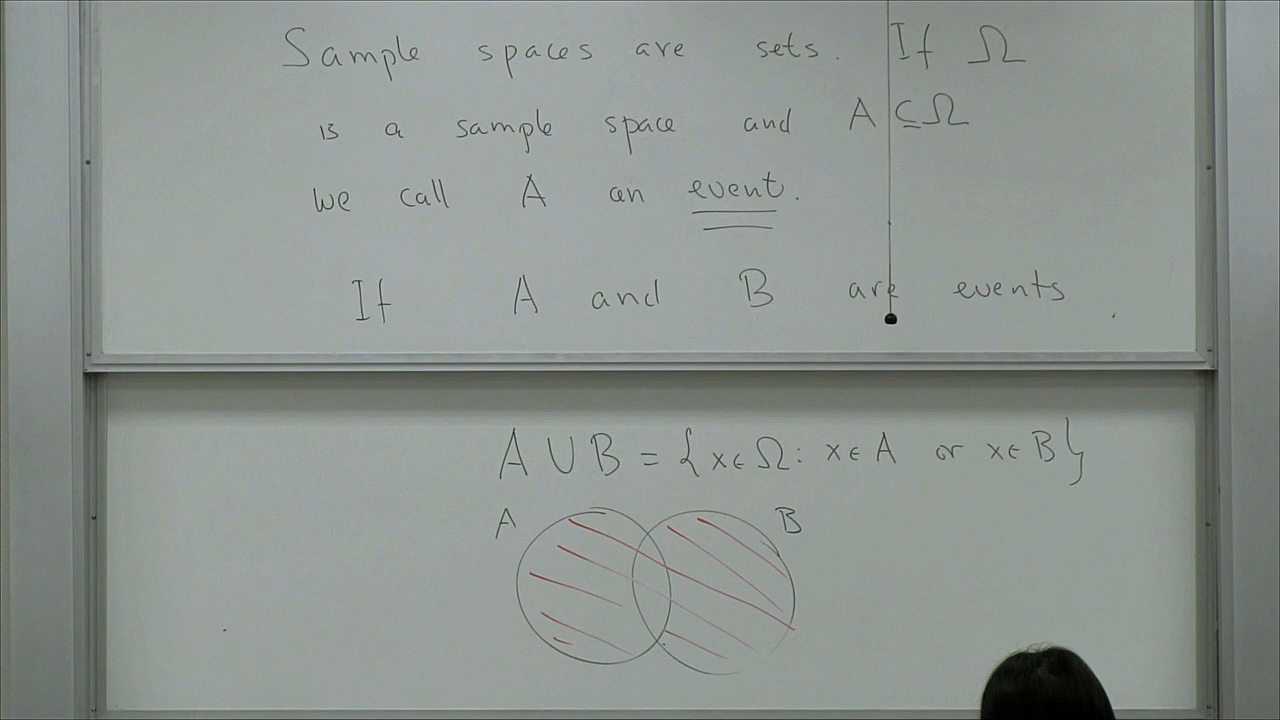 Sample spaces are sets. If Ω
is a sample space and A ⊆ Ω
we call A an event.
If A and B are events
A ∪ B = {x ∈ Ω: x ∈ A or x ∈ B}
A B